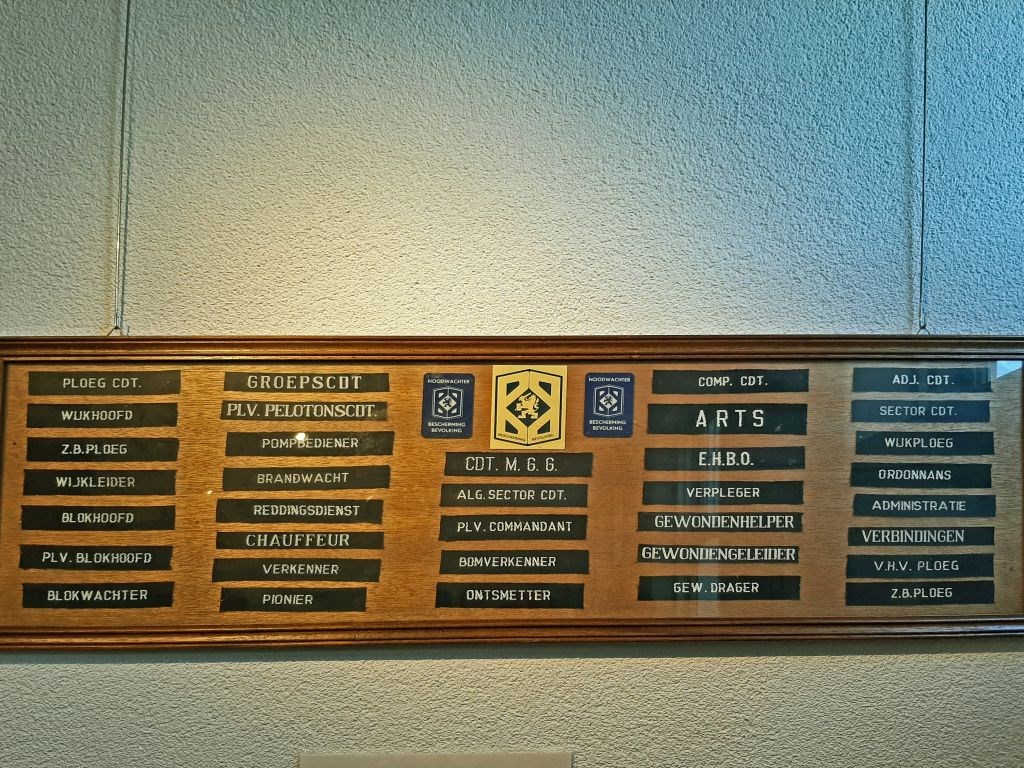 PLOEG CDT.
WIJKHOOFD
Z.B.PLOEG
WIJKLEIDER
BLOKHOOFD
PLV. BLOKHOOFD
BLOKWACHTER
GROEPSCDT
PLV. PELOTONSCDT.
POMPBEDIENER
BRANDWACHT
REDDINGSDIENST
CHAUFFEUR
VERKENNER
PIONIER
NOODWACHTER
BESCHERMING
BEVOLKING
BESCHERMING BEVOLKING
NOODWACHTER
BESCHERMING
BEVOLKING
CDT. M. G. G.
ALG.SECTOR CDT.
PLV. COMMANDANT
BOMVERKENNER
ONTSMETTER
COMP. CDT.
ARTS
E.H.B.O.
VERPLEGER
GEWONDENHELPER
GEWONDENGELEIDER
GEW. DRAGER
ADJ. CDT.
SECTOR CDT.
WIJKPLOEG
ORDONNANS
ADMINISTRATIE
VERBINDINGEN
V.H.V. PLOEG
Z.B.PLOEG